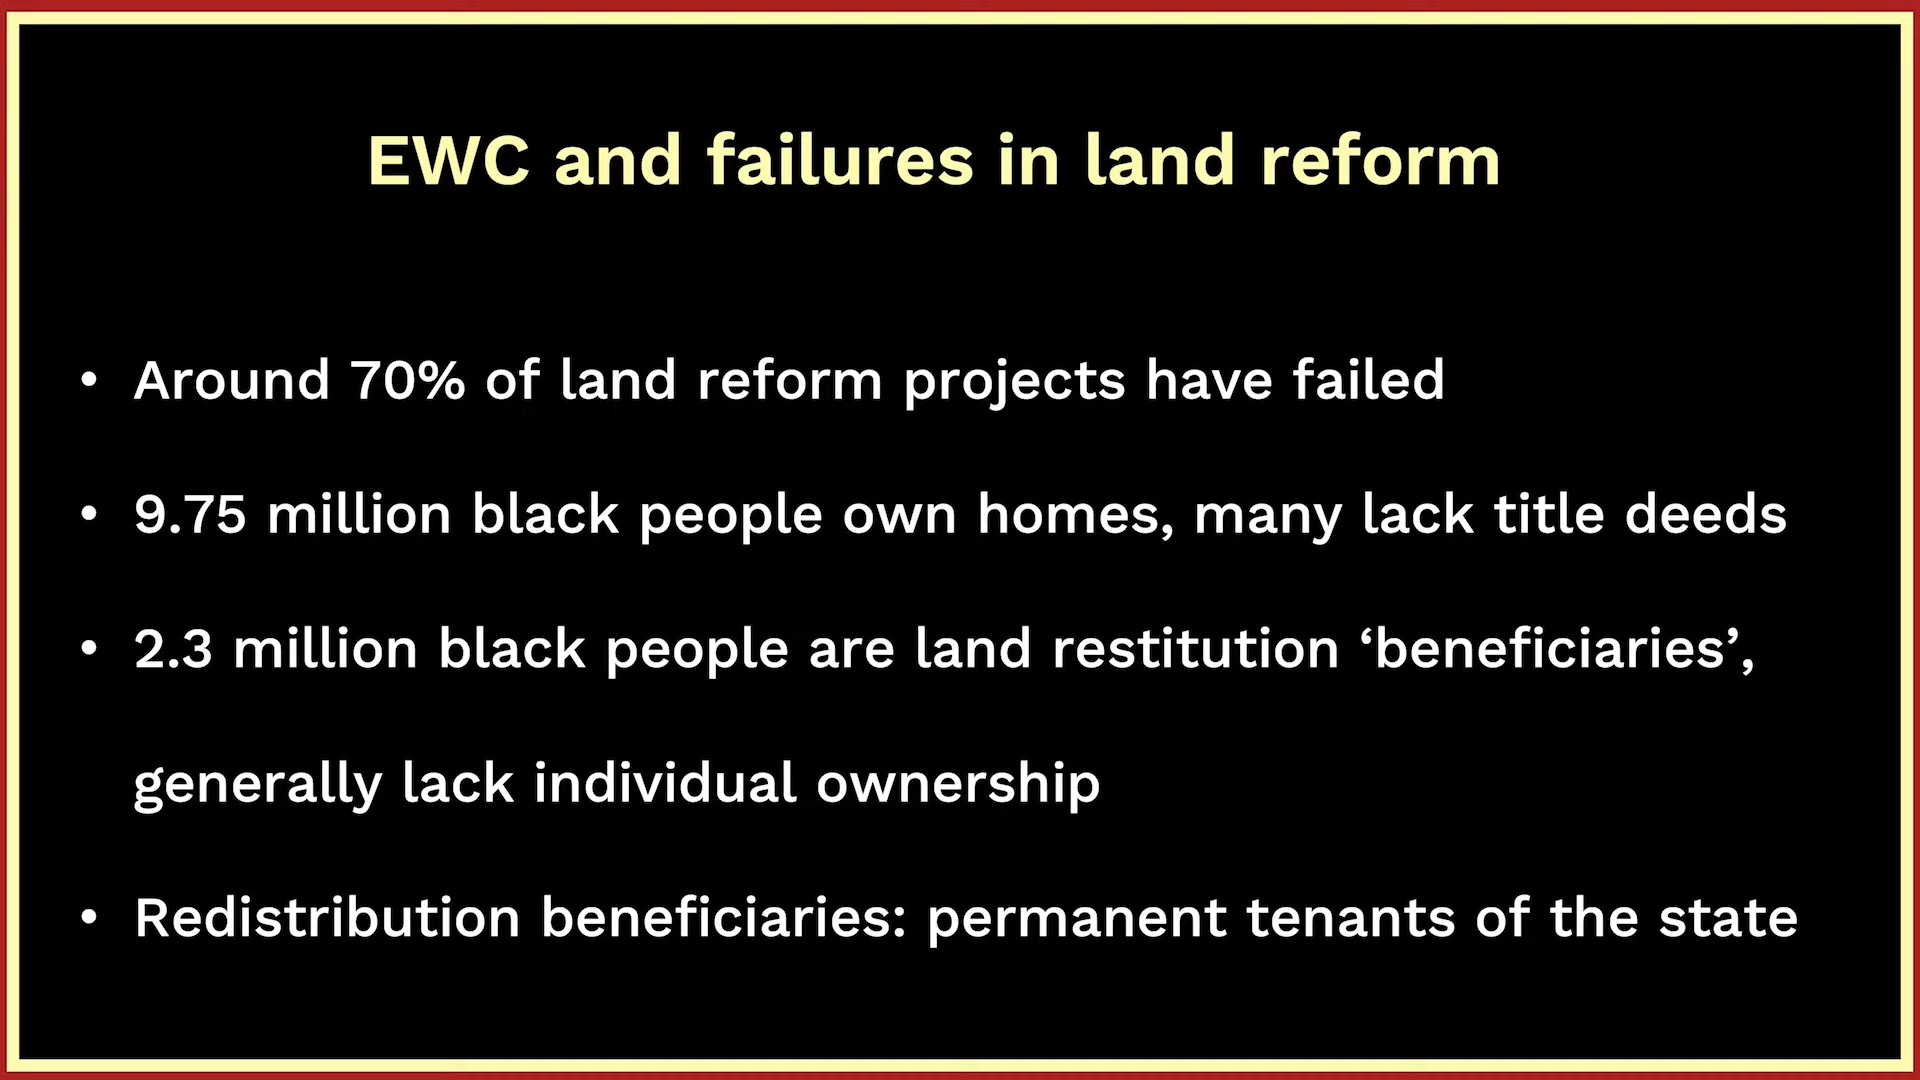 EWC and failures in land reform
• Around 70% of land reform projects have failed
• 9.75 million black people own homes, many lack title deeds
• 2.3 million black people are land restitution ‘beneficiaries’,
generally lack individual ownership
• Redistribution beneficiaries: permanent tenants of the state